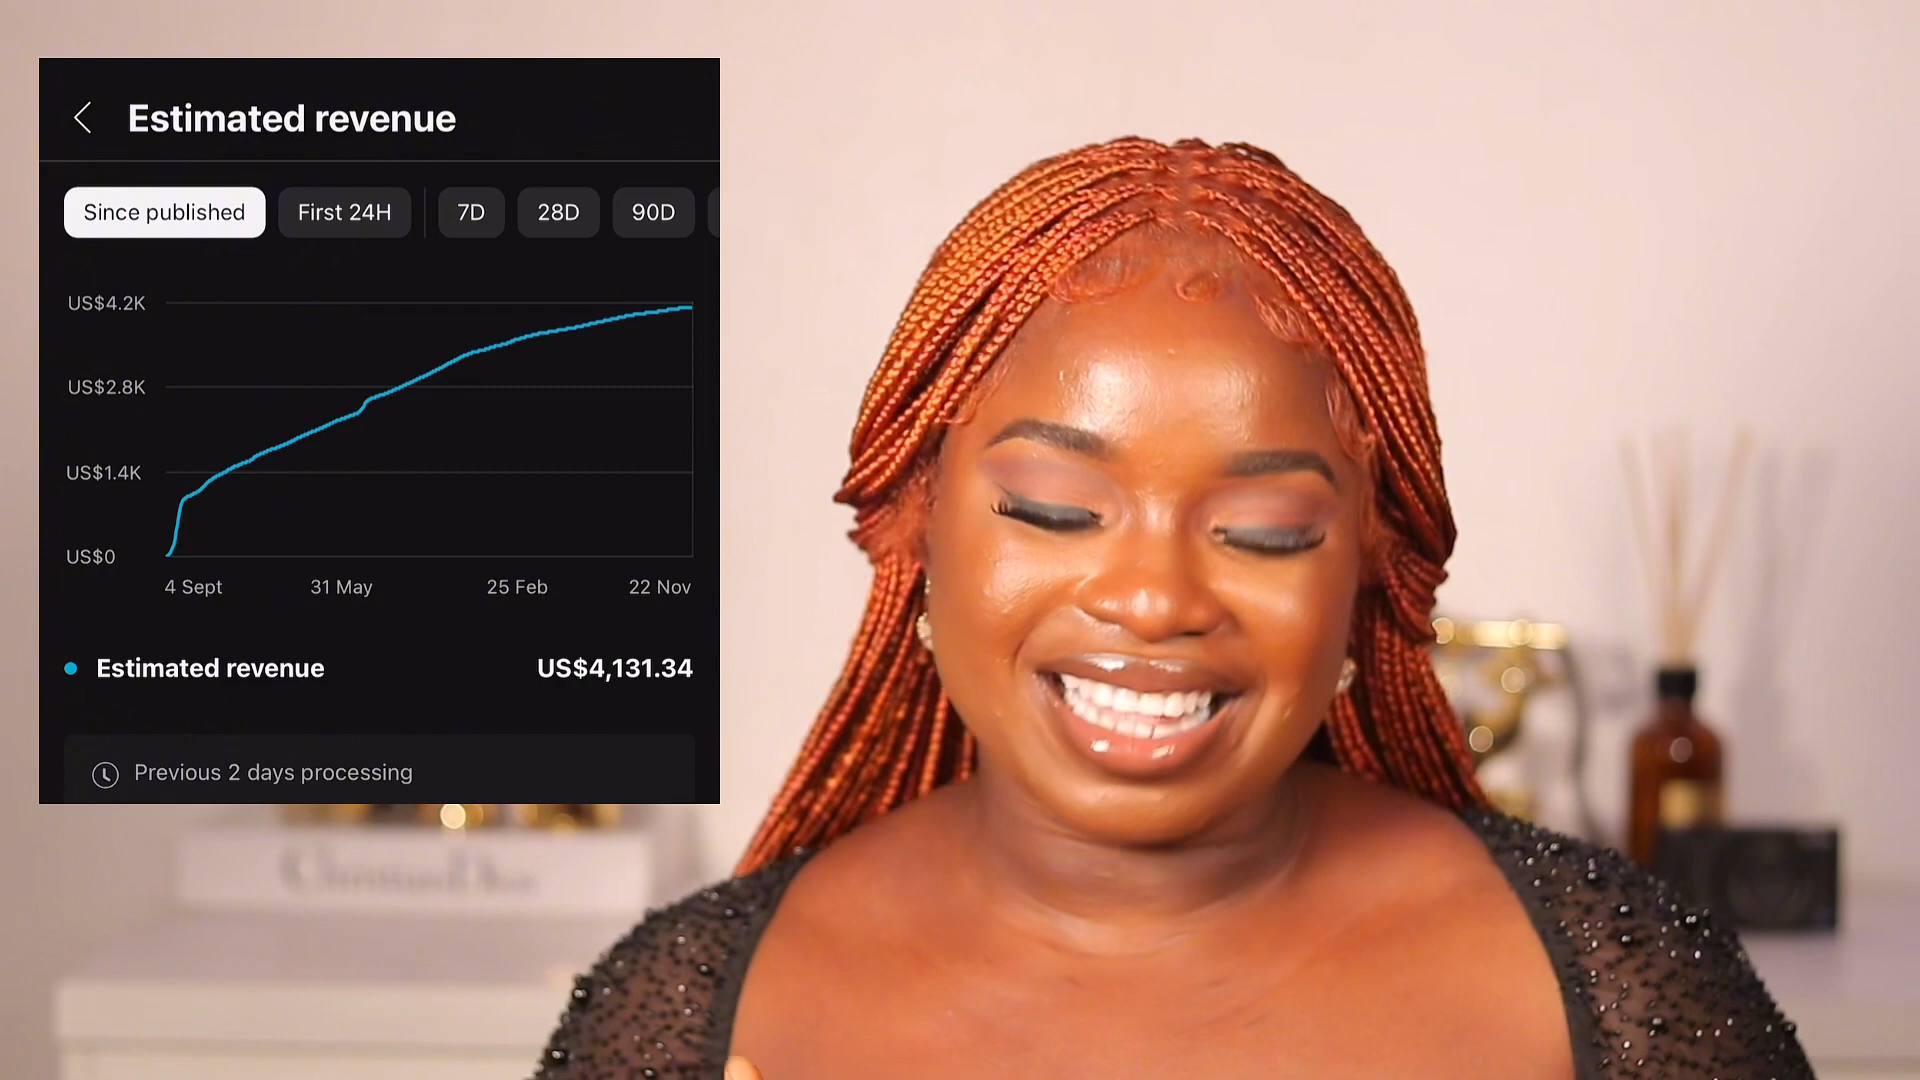 Estimated revenue
Since published First 24H 7D 28D 90D
US$4.2K
US$2.8K
US$1.4K
US$0
4 Sept 31 May 25 Feb 22 Nov
Estimated revenue US$4,131.34
Previous 2 days processing